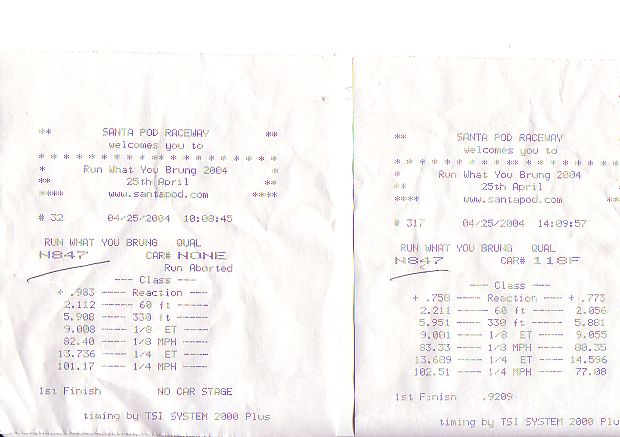 ** SANTA POD RACEWAY **
welcomes you to
* * * * * * * * * * * * * * * * * * * *
* Run What You Brung 2004 *
** 25th April **
**** www.santapod.com ****
# 32 04/25/2004 10:08:45
RUN WHAT YOU BRUNG QUAL
N847 CAR# NONE
Run Aborted
---- Class ----
+ .983 ---- Reaction ----
2.112 ----- 60 ft -----
5.908 ---- 330 ft -----
9.008 ---- 1/8 ET -----
82.40 ---- 1/8 MPH -----
13.736 ---- 1/4 ET -----
101.17 ---- 1/4 MPH -----
1st Finish NO CAR STAGE
timing by TSI SYSTEM 2000 Plus
** SANTA POD RACEWAY **
welcomes you to
* * * * * * * * * * * * * * * * * * *
* Run What You Brung 2004 *
** 25th April **
**** www.santapod.com ***
# 317 04/25/2004 14:09:57
RUN WHAT YOU BRUNG QUAL
N847 CAR# 118F
---- Class ----
+ .758 ---- Reaction ---- + .773
2.211 ---- 60 ft ---- 2.056
5.951 ---- 330 ft ---- 5.881
9.001 ---- 1/8 ET ---- 9.055
83.33 ---- 1/8 MPH ---- 80.35
13.689 ---- 1/4 ET ---- 14.596
102.51 ---- 1/4 MPH ---- 77.08
1st Finish .9209
timing by TSI SYSTEM 2000 Plu